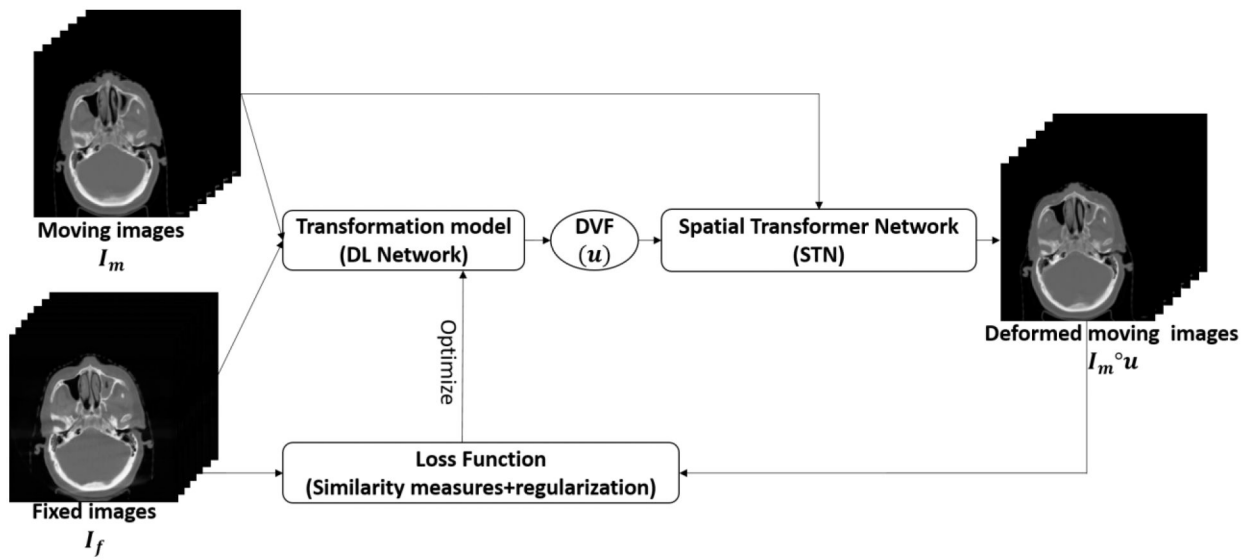 Moving images
I_m
Transformation model
(DL Network)
DVF
(u)
Spatial Transformer Network
(STN)
Deformed moving images
I_m°u
Optimize
Fixed images
I_f
Loss Function
(Similarity measures+regularization)